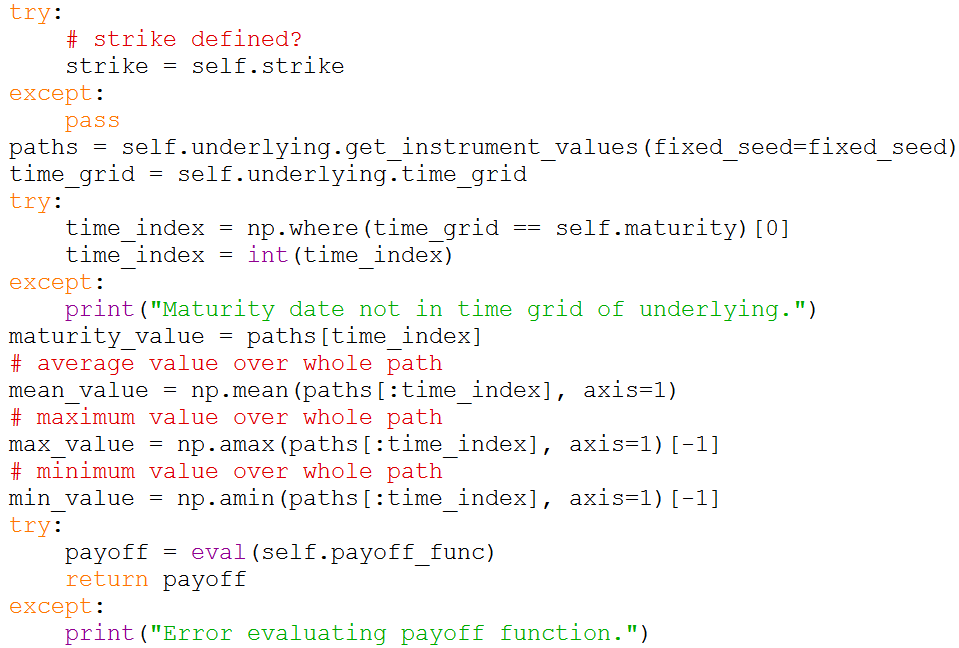 try:
    # strike defined?
    strike = self.strike
except:
    pass
paths = self.underlying.get_instrument_values(fixed_seed=fixed_seed)
time_grid = self.underlying.time_grid
try:
    time_index = np.where(time_grid == self.maturity)[0]
    time_index = int(time_index)
except:
    print("Maturity date not in time grid of underlying.")
maturity_value = paths[time_index]
# average value over whole path
mean_value = np.mean(paths[:time_index], axis=1)
# maximum value over whole path
max_value = np.amax(paths[:time_index], axis=1)[-1]
# minimum value over whole path
min_value = np.amin(paths[:time_index], axis=1)[-1]
try:
    payoff = eval(self.payoff_func)
    return payoff
except:
    print("Error evaluating payoff function.")